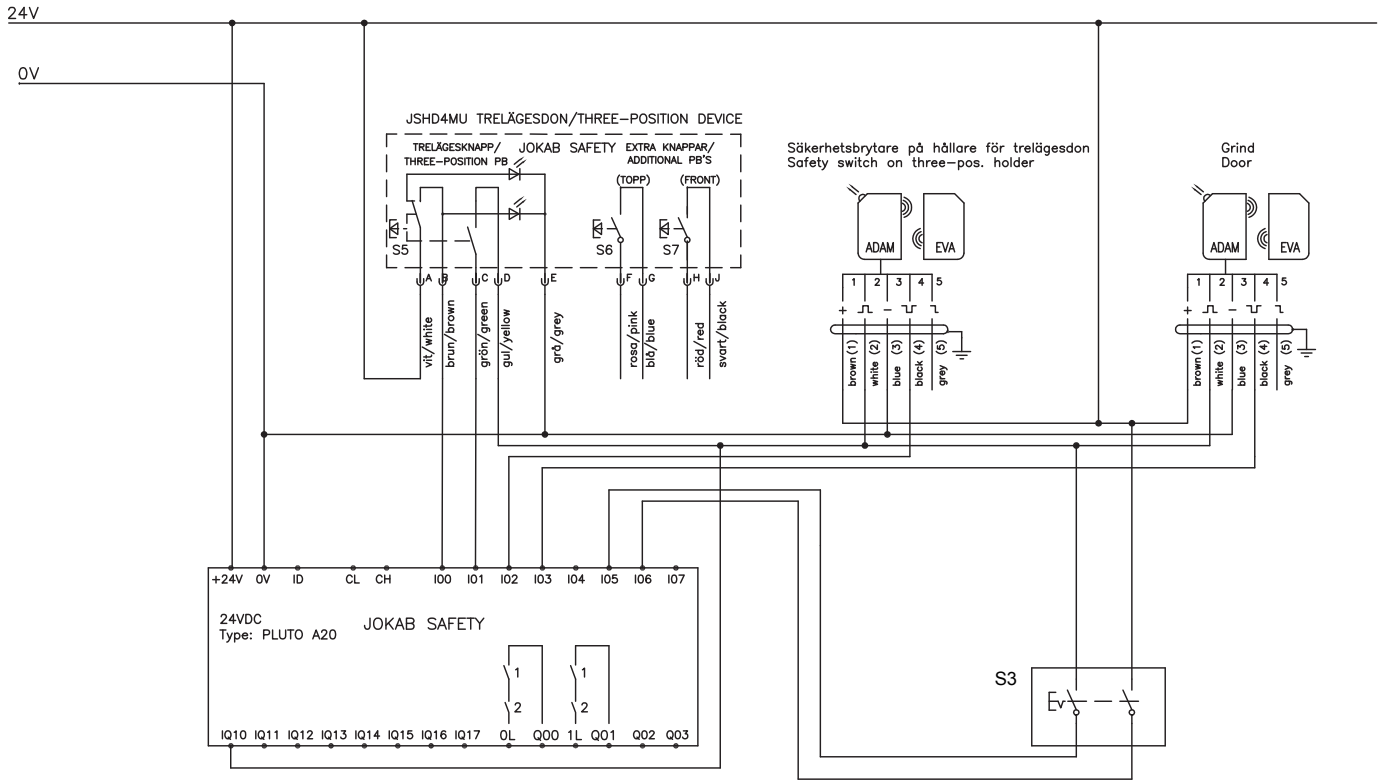 24V
0V
JSHD4MU TRELÄGESDON/THREE-POSITION DEVICE
TRELÄGESKNAPP/
THREE-POSITION PB
JOKAB SAFETY
EXTRA KNAPPAR/
ADDITIONAL PB'S
(TOPP)
(FRONT)
S5
S6
S7
A
B
C
D
E
F
G
H
J
vit/white
brun/brown
grön/green
gul/yellow
grå/grey
rosa/pink
blå/blue
röd/red
svart/black
Säkerhetsbrytare på hållare för trelägesdon
Safety switch on three-pos. holder
ADAM
EVA
1 2 3 4 5
+ -
brown (1)
white (2)
blue (3)
black (4)
grey (5)
Grind
Door
ADAM
EVA
1 2 3 4 5
+ -
brown (1)
white (2)
blue (3)
black (4)
grey (5)
+24V 0V ID CL CH I00 I01 I02 I03 I04 I05 I06 I07
24VDC
Type: PLUTO A20
JOKAB SAFETY
1
2
1
2
IQ10 IQ11 IQ12 IQ13 IQ14 IQ15 IQ16 IQ17 0L Q00 1L Q01 Q02 Q03
S3